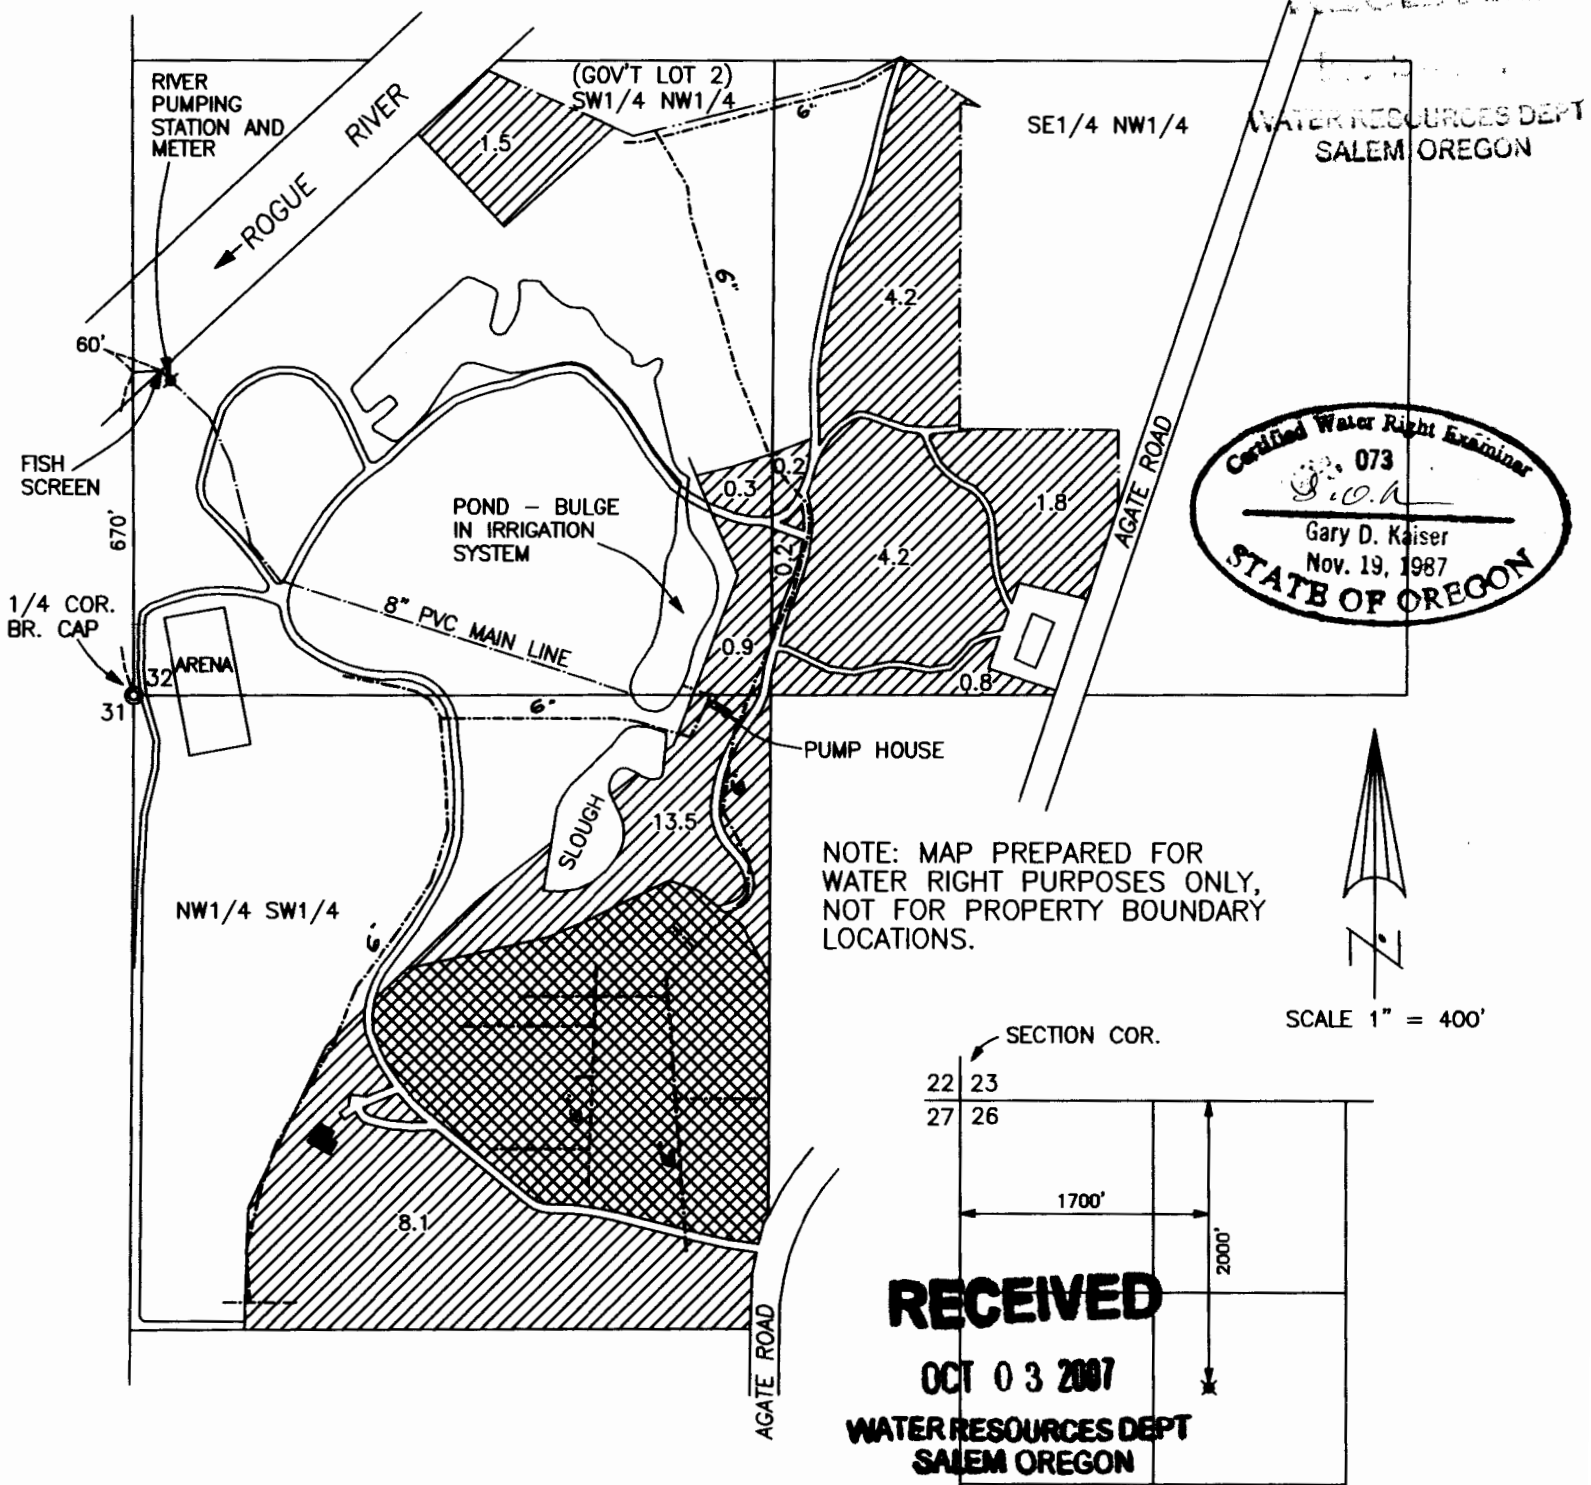 RIVER
PUMPING
STATION AND
METER
(GOV'T LOT 2)
SW1/4 NW1/4
SE1/4 NW1/4
WATER RESOURCES DEPT
SALEM OREGON
RIVER
ROGUE
1.5
6"
6"
4.2
60'
FISH
SCREEN
670'
POND – BULGE
IN IRRIGATION
SYSTEM
0.2
0.3
0.2
4.2
1.8
AGATE ROAD
Certified Water Right Examiner
073
Gary D. Kaiser
Nov. 19, 1987
STATE OF OREGON
1/4 COR.
BR. CAP
8" PVC MAIN LINE
ARENA
0.9
0.8
32
31
6"
PUMP HOUSE
6"
SLOUGH
13.5
NOTE: MAP PREPARED FOR
WATER RIGHT PURPOSES ONLY,
NOT FOR PROPERTY BOUNDARY
LOCATIONS.
NW1/4 SW1/4
6"
N
SCALE 1" = 400'
SECTION COR.
22 23
27 26
6"
6"
8.1
1700'
2000'
AGATE ROAD
RECEIVED
OCT 03 2007
WATER RESOURCES DEPT
SALEM OREGON